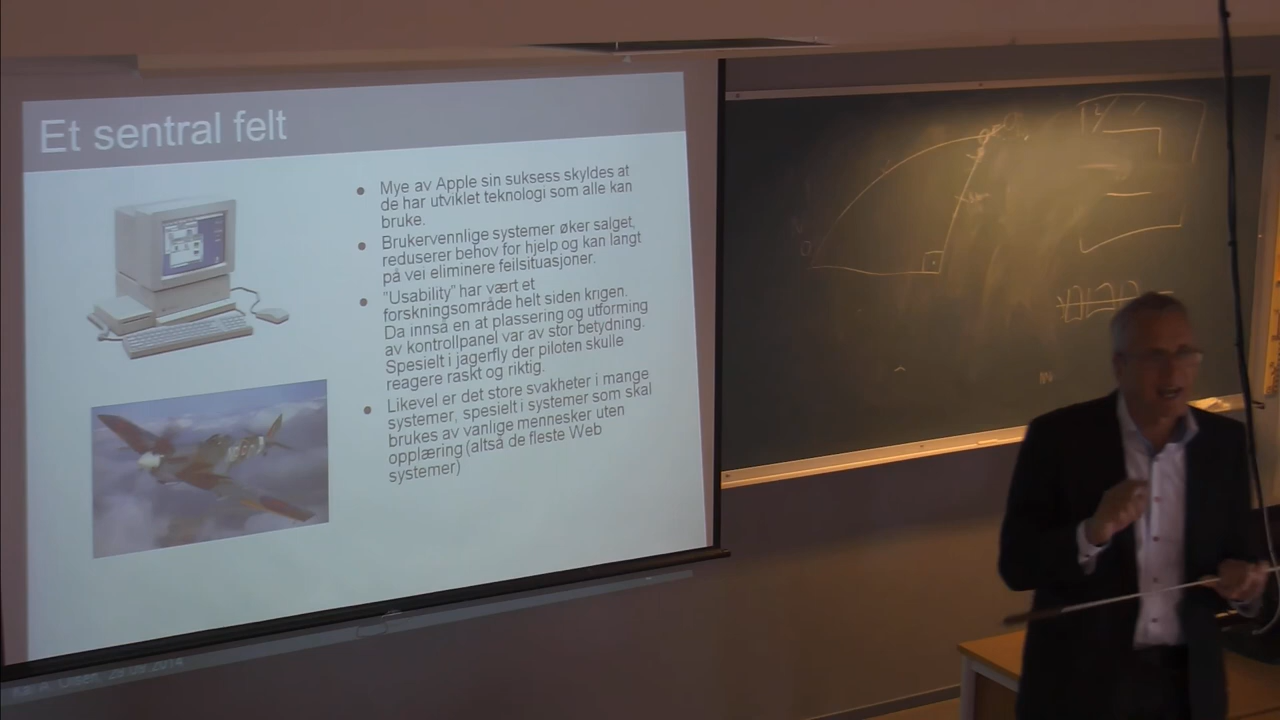 Et sentral felt
Mye av Apple sin suksess skyldes at
de har utviklet teknologi som alle kan
bruke.
Brukervennlige systemer øker salget,
reduserer behov for hjelp og kan langt
på vei eliminere feilsituasjoner.
"Usability" har vært et
forskningsområde helt siden krigen.
Da innså en at plassering og utforming
av kontrollpanel var av stor betydning.
Spesielt i jagerfly der piloten skulle
reagere raskt og riktig.
Likevel er det store svakheter i mange
systemer, spesielt i systemer som skal
brukes av vanlige mennesker uten
opplæring (altså de fleste Web
systemer)